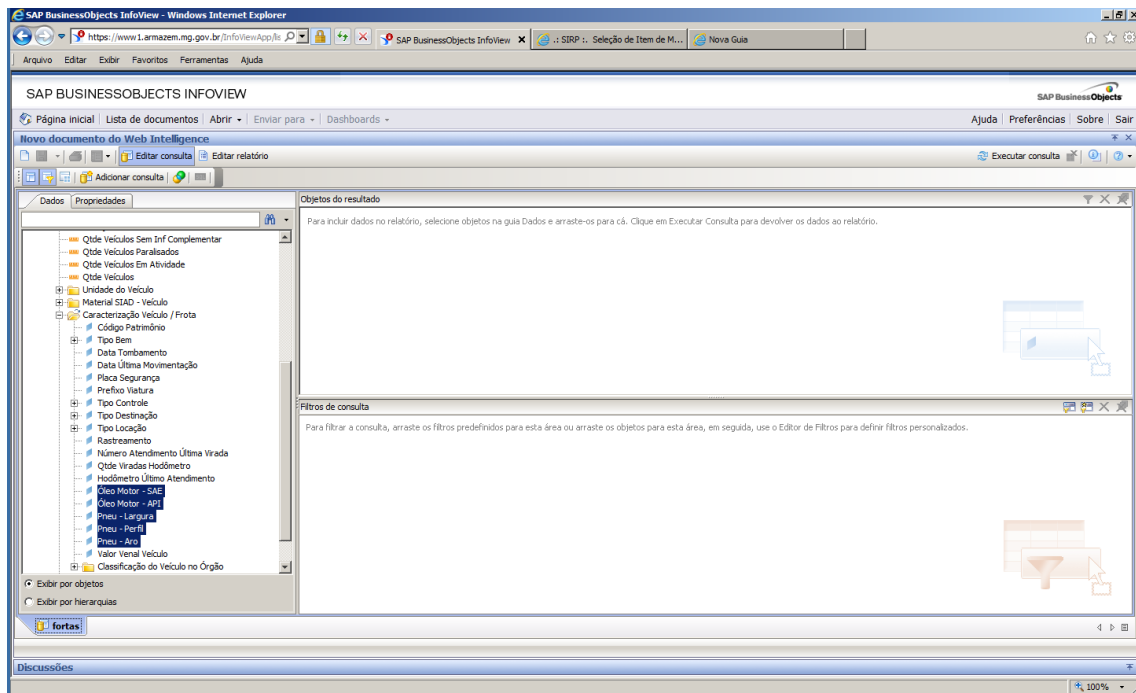 SAP BusinessObjects InfoView - Windows Internet Explorer
https://www1.armazem.mg.gov.br/InfoViewApp/lis
SAP BusinessObjects InfoView
.: SIRP :. Seleção de Item de M...
Nova Guia
Arquivo Editar Exibir Favoritos Ferramentas Ajuda
SAP BUSINESSOBJECTS INFOVIEW
SAP BusinessObjects
Página inicial Lista de documentos Abrir Enviar para Dashboards
Ajuda Preferências Sobre Sair
Novo documento do Web Intelligence
Editar consulta Editar relatório
Executar consulta
Adicionar consulta
Dados Propriedades
Qtde Veículos Sem Inf Complementar
Qtde Veículos Paralisados
Qtde Veículos Em Atividade
Qtde Veículos
Unidade do Veículo
Material SIAD - Veículo
Caracterização Veículo / Frota
Código Patrimônio
Tipo Bem
Data Tombamento
Data Última Movimentação
Placa Segurança
Prefixo Viatura
Tipo Controle
Tipo Destinação
Tipo Locação
Rastreamento
Número Atendimento Última Virada
Qtde Viradas Hodômetro
Hodômetro Último Atendimento
Óleo Motor - SAE
Óleo Motor - API
Pneu - Largura
Pneu - Perfil
Pneu - Aro
Valor Venal Veículo
Classificação do Veículo no Órgão
Exibir por objetos
Exibir por hierarquias
Objetos do resultado
Para incluir dados no relatório, selecione objetos na guia Dados e arraste-os para cá. Clique em Executar Consulta para devolver os dados ao relatório.
Filtros de consulta
Para filtrar a consulta, arraste os filtros predefinidos para esta área ou arraste os objetos para esta área, em seguida, use o Editor de Filtros para definir filtros personalizados.
fortas
Discussões
100%